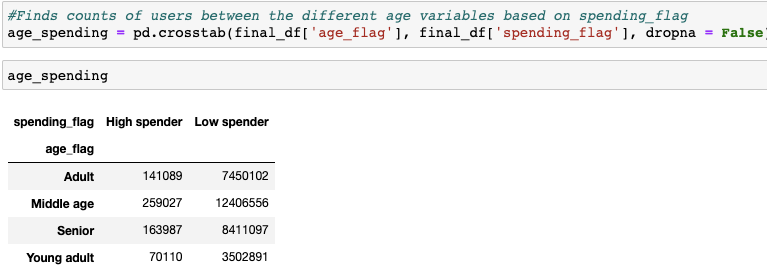 #Finds counts of users between the different age variables based on spending_flag
age_spending = pd.crosstab(final_df['age_flag'], final_df['spending_flag'], dropna = False)
age_spending
spending_flag High spender Low spender
age_flag
Adult 141089 7450102
Middle age 259027 12406556
Senior 163987 8411097
Young adult 70110 3502891